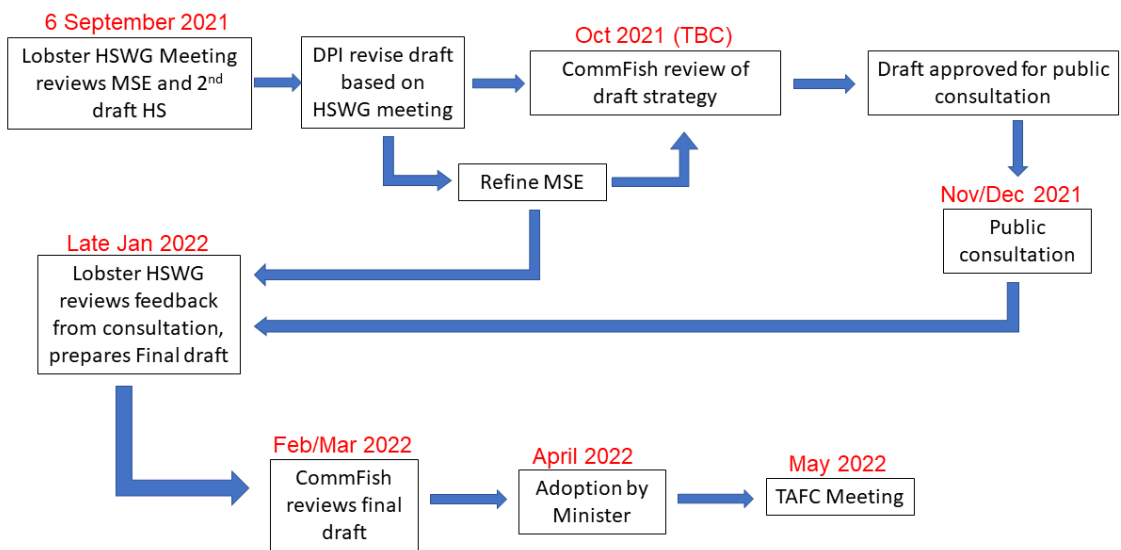 6 September 2021
Lobster HSWG Meeting
reviews MSE and 2nd
draft HS
DPI revise draft
based on
HSWG meeting
Oct 2021 (TBC)
CommFish review of
draft strategy
Draft approved for public
consultation
Refine MSE
Nov/Dec 2021
Public
consultation
Late Jan 2022
Lobster HSWG
reviews feedback
from consultation,
prepares Final draft
Feb/Mar 2022
CommFish
reviews final
draft
April 2022
Adoption by
Minister
May 2022
TAFC Meeting